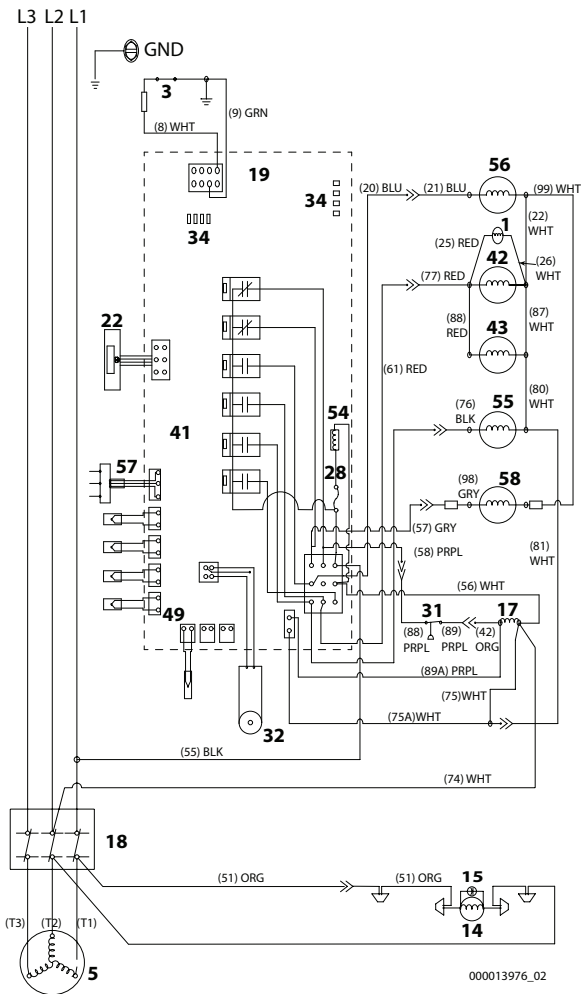 L3 L2 L1
GND
3
(9) GRN
(8) WHT
19
34
34
(20) BLU
(21) BLU
56
(99) WHT
(22)
WHT
1
(25) RED
42
(26)
WHT
(77) RED
(88)
RED
43
(87)
WHT
(61) RED
22
41
54
(76)
BLK
55
(80)
WHT
57
28
(98)
GRY
58
(57) GRY
(58) PRPL
(81)
WHT
(56) WHT
49
31
17
(88)
PRPL
(89)
PRPL
(42)
ORG
(89A) PRPL
(75)WHT
(75A)WHT
32
(55) BLK
(74) WHT
18
(51) ORG
(51) ORG
15
14
(T3)
(T2)
(T1)
5
000013976_02